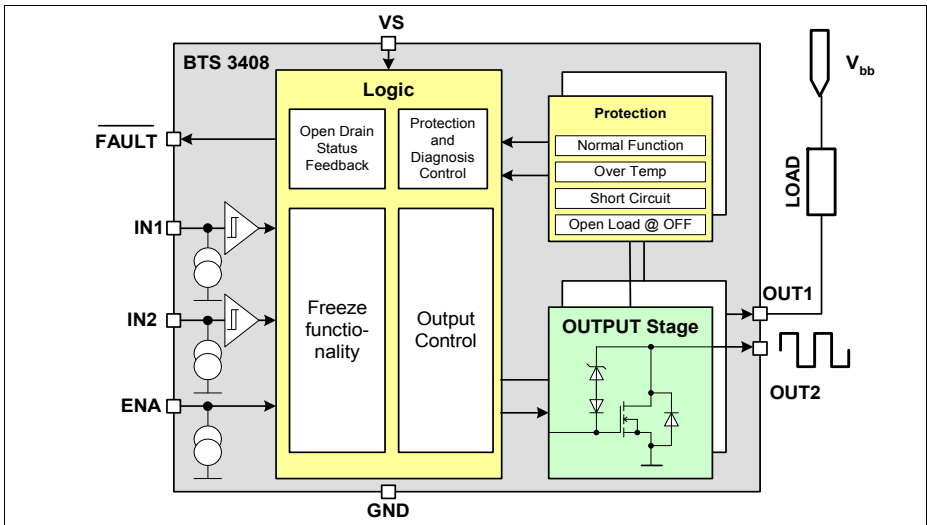 VS
BTS 3408
Logic
Open Drain
Status
Feedback
Protection
and
Diagnosis
Control
Freeze
functio-
nality
Output
Control
Protection
Normal Function
Over Temp
Short Circuit
Open Load @ OFF
OUTPUT Stage
FAULT
IN1
IN2
ENA
GND
Vbb
LOAD
OUT1
OUT2